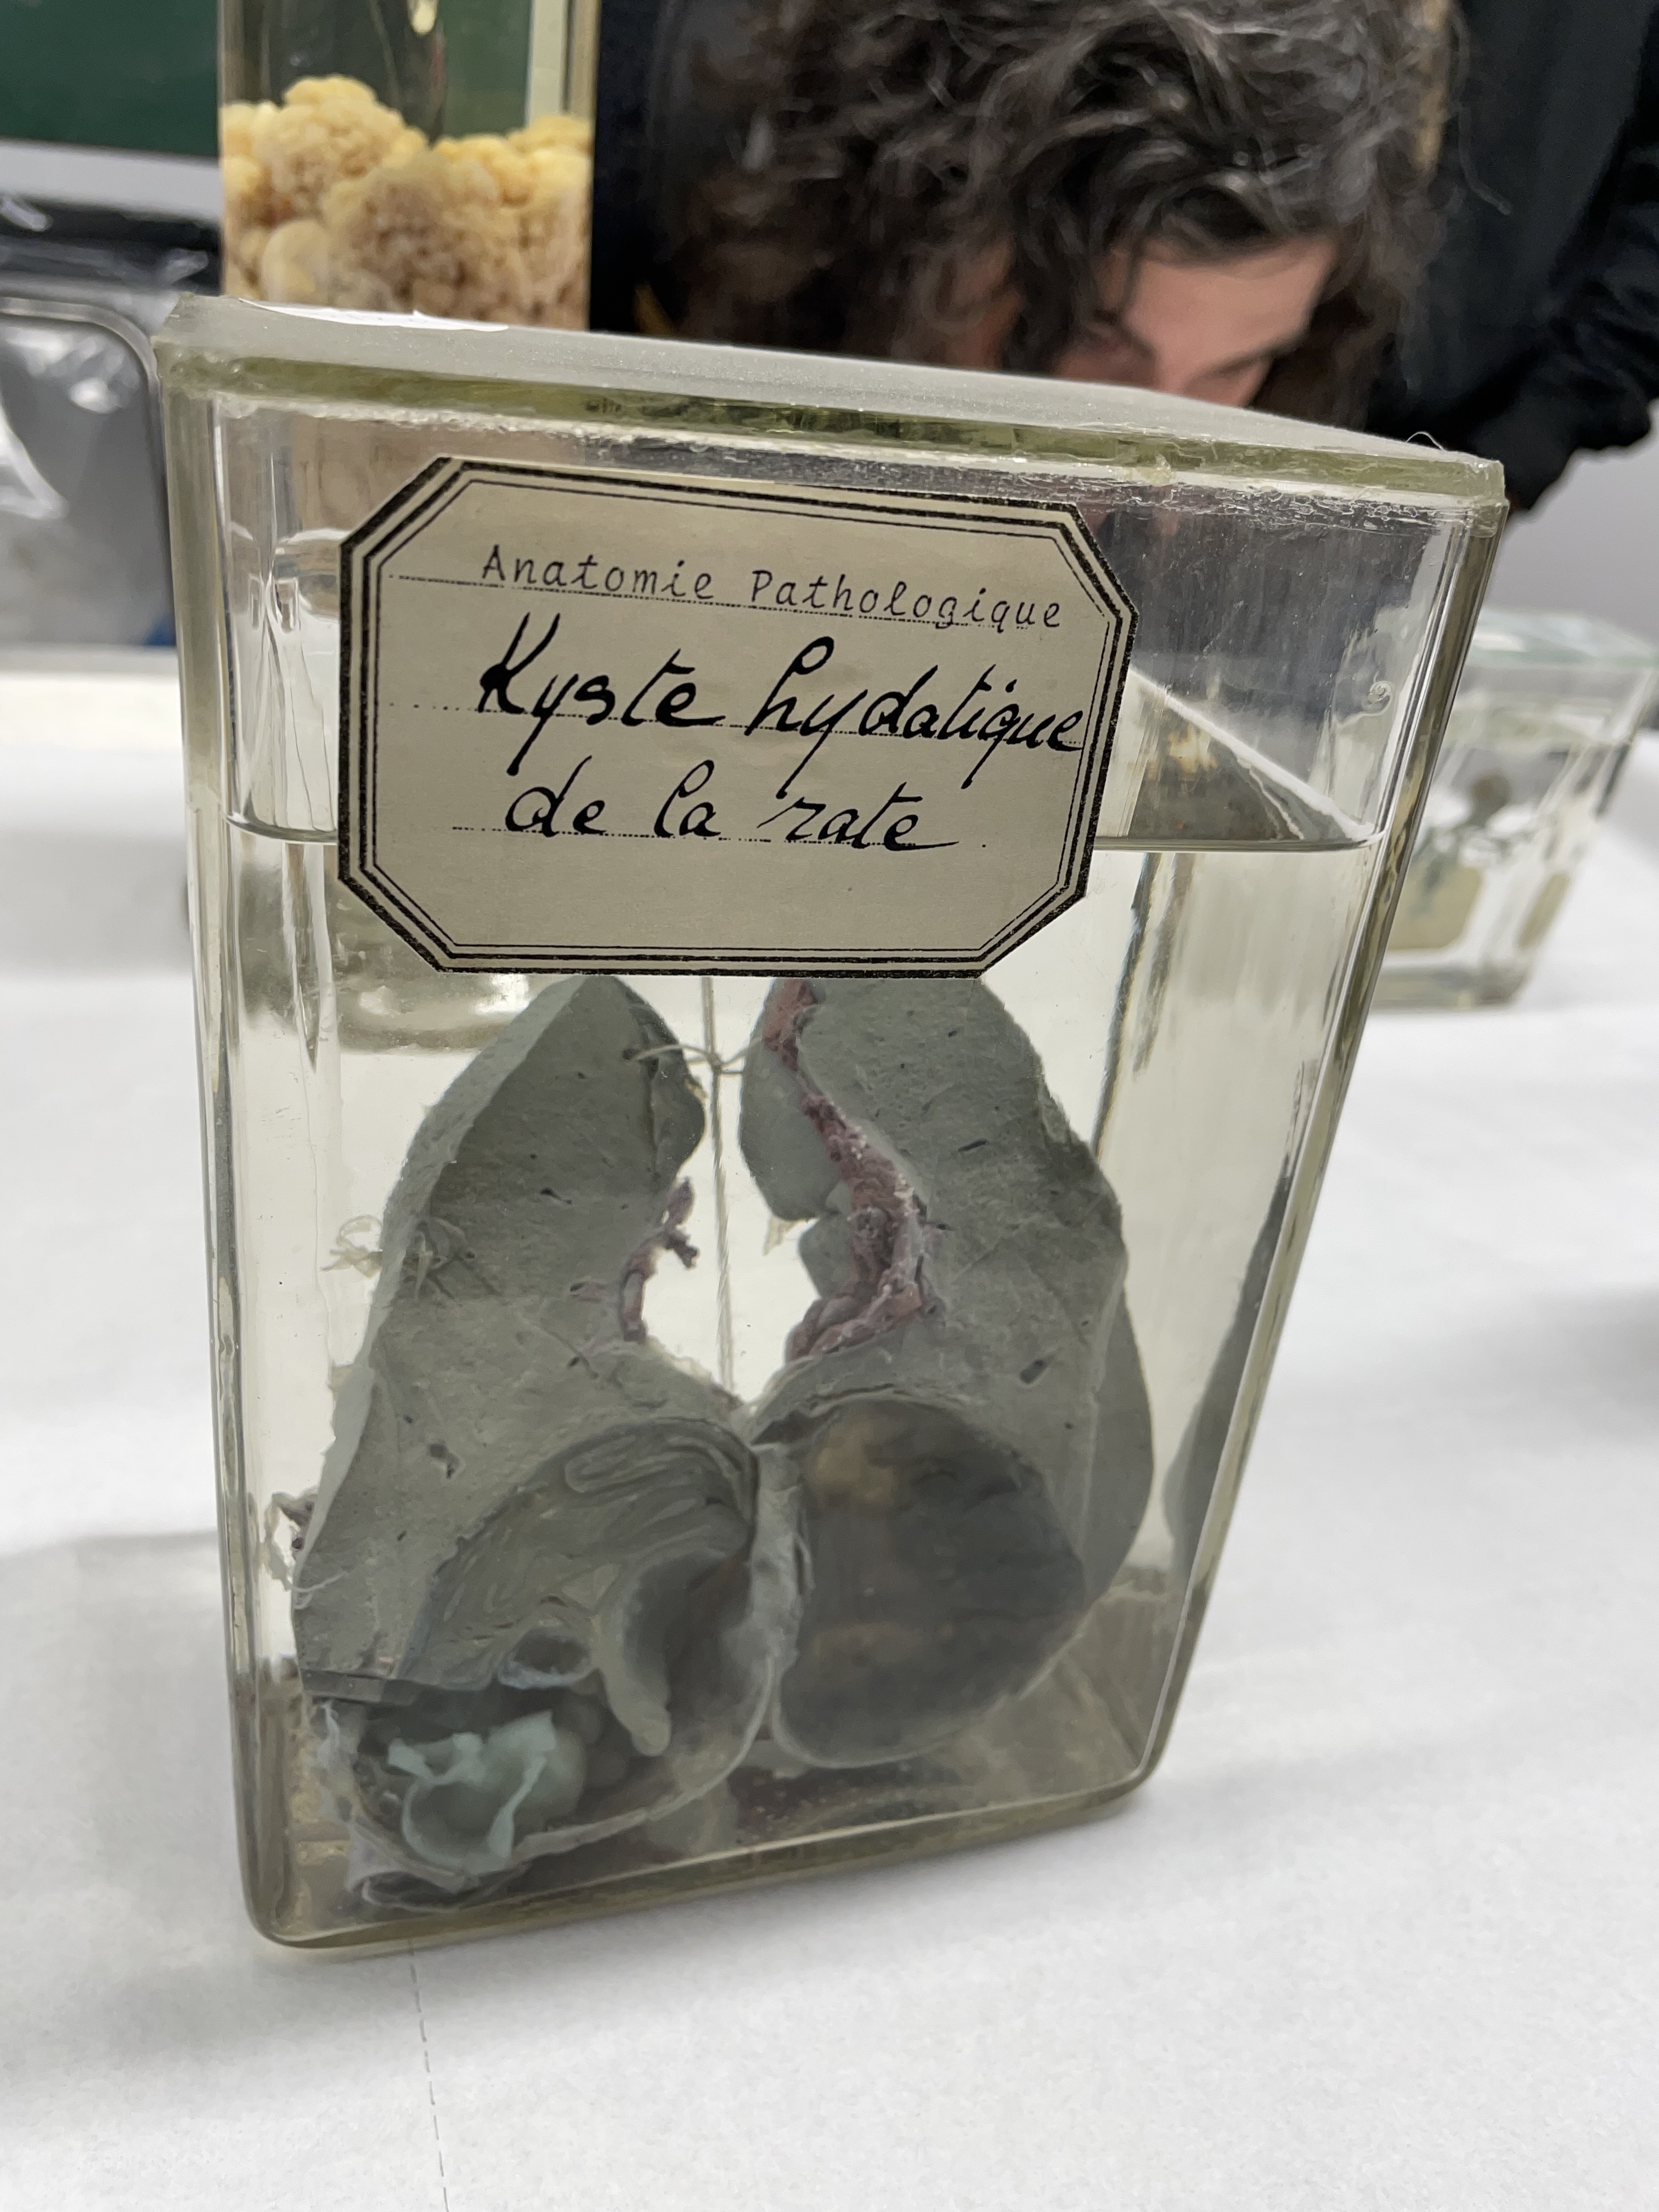 Anatomie Pathologique
Kyste hydatique
de la rate.